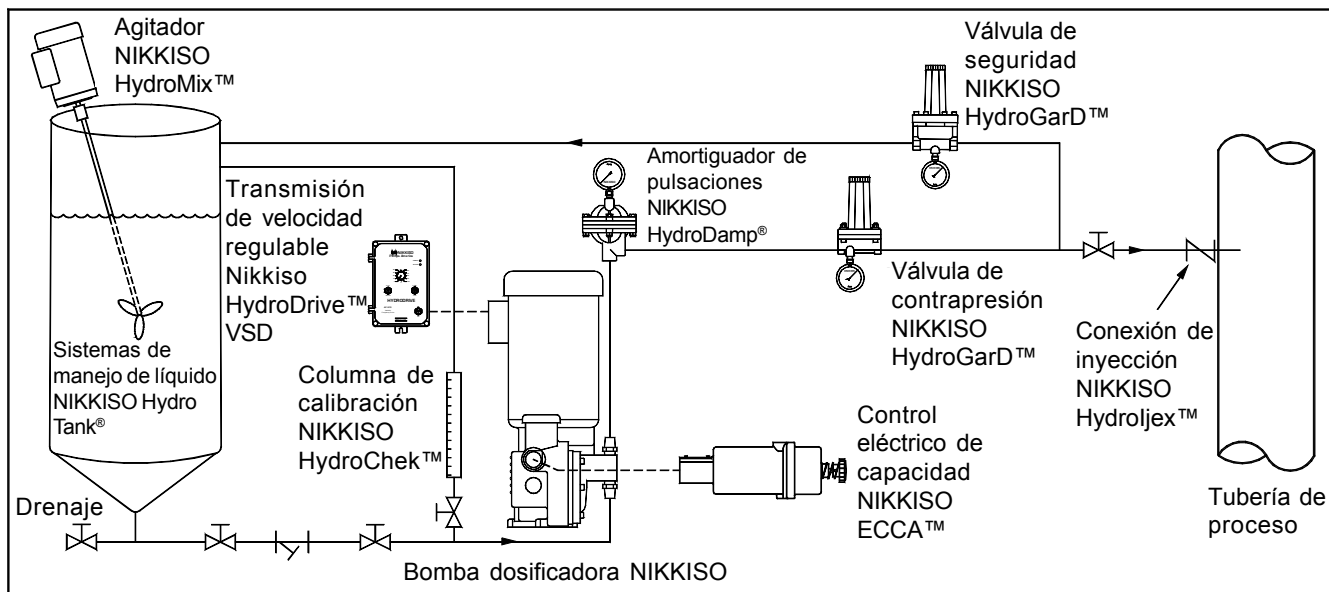 Agitador
NIKKISO
HydroMix™
Válvula de
seguridad
NIKKISO
HydroGarD™
Amortiguador de
pulsaciones
NIKKISO
HydroDamp®
Transmisión
de velocidad
regulable
Nikkiso
HydroDrive™
VSD
HYDRODRIVE
Válvula de
contrapresión
NIKKISO
HydroGarD™
Conexión de
inyección
NIKKISO
HydroIjex™
Sistemas de
manejo de líquido
NIKKISO Hydro
Tank®
Columna de
calibración
NIKKISO
HydroChek™
Control
eléctrico de
capacidad
NIKKISO
ECCA™
Tubería de
proceso
Drenaje
Bomba dosificadora NIKKISO